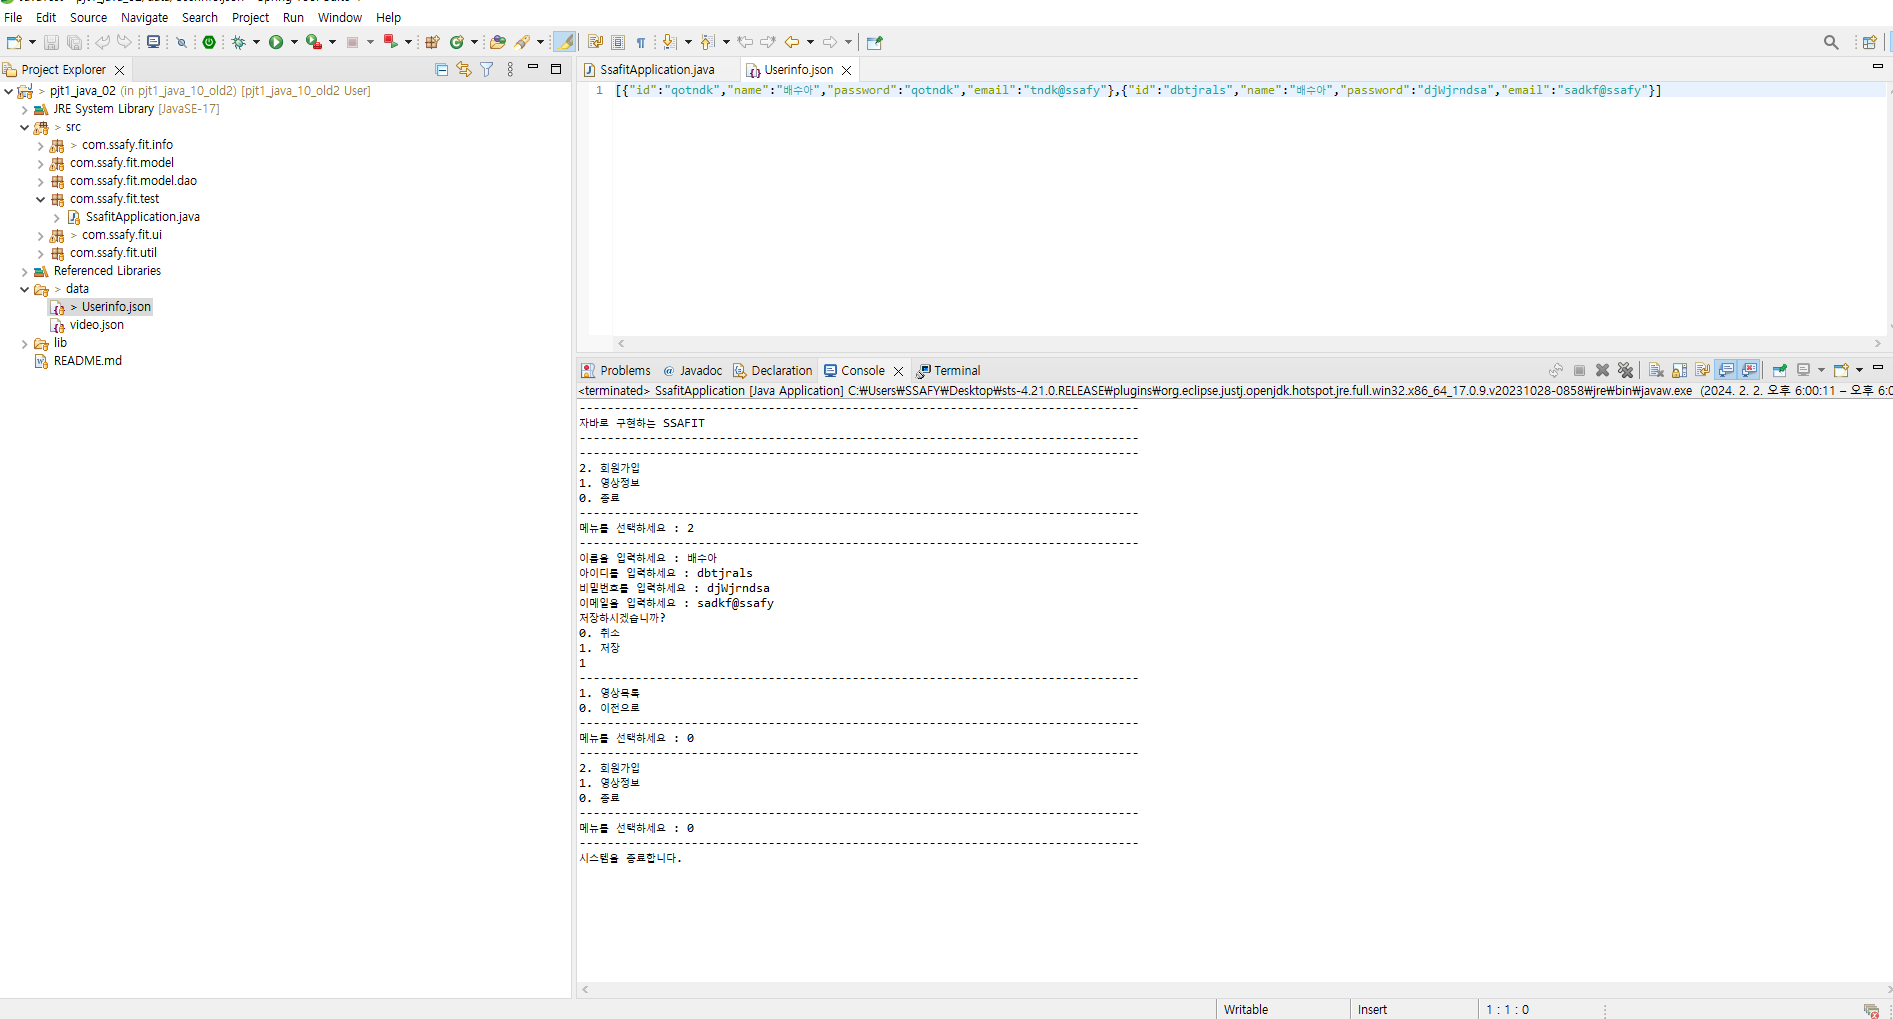 File Edit Source Navigate Search Project Run Window Help
Project Explorer
pjt1_java_02 (in pjt1_java_10_old2) [pjt1_java_10_old2 User]
JRE System Library [JavaSE-17]
> src
> com.ssafy.fit.info
com.ssafy.fit.model
com.ssafy.fit.model.dao
com.ssafy.fit.test
SsafitApplication.java
> com.ssafy.fit.ui
com.ssafy.fit.util
Referenced Libraries
> data
> Userinfo.json
video.json
lib
README.md
SsafitApplication.java Userinfo.json
1 [{"id":"qotndk","name":"배수아","password":"qotndk","email":"tndk@ssafy"},{"id":"dbtjrals","name":"배수아","password":"djWjrndsa","email":"sadkf@ssafy"}]
Problems Javadoc Declaration Console Terminal
<terminated> SsafitApplication [Java Application] C:₩Users₩SSAFY₩Desktop₩sts-4.21.0.RELEASE₩plugins₩org.eclipse.justj.openjdk.hotspot.jre.full.win32.x86_64_17.0.9.v20231028-0858₩jre₩bin₩javaw.exe (2024. 2. 2. 오후 6:00:11 – 오후 6:0
--------------------------------------------------------------------------------
자바로 구현하는 SSAFIT
--------------------------------------------------------------------------------
--------------------------------------------------------------------------------
2. 회원가입
1. 영상정보
0. 종료
--------------------------------------------------------------------------------
메뉴를 선택하세요 : 2
--------------------------------------------------------------------------------
이름을 입력하세요 : 배수아
아이디를 입력하세요 : dbtjrals
비밀번호를 입력하세요 : djWjrndsa
이메일을 입력하세요 : sadkf@ssafy
저장하시겠습니까?
0. 취소
1. 저장
1
--------------------------------------------------------------------------------
1. 영상목록
0. 이전으로
--------------------------------------------------------------------------------
메뉴를 선택하세요 : 0
--------------------------------------------------------------------------------
2. 회원가입
1. 영상정보
0. 종료
--------------------------------------------------------------------------------
메뉴를 선택하세요 : 0
--------------------------------------------------------------------------------
시스템을 종료합니다.
Writable Insert 1 : 1 : 0